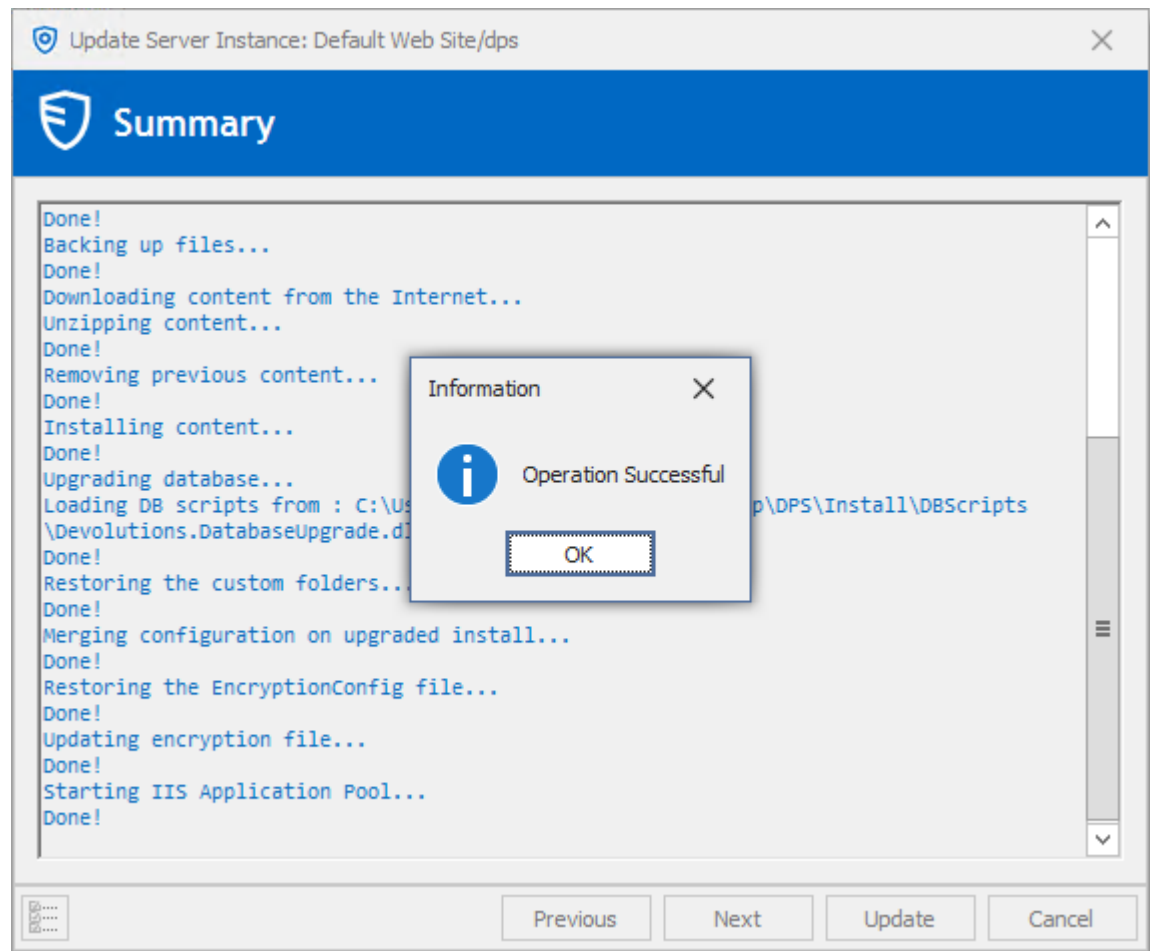 Update Server Instance: Default Web Site/dps
Summary
Done!
Backing up files...
Done!
Downloading content from the Internet...
Unzipping content...
Done!
Removing previous content...
Done!
Installing content...
Done!
Upgrading database...
Loading DB scripts from : C:\Us p\DPS\Install\DBScripts
\Devolutions.DatabaseUpgrade.d
Done!
Restoring the custom folders...
Done!
Merging configuration on upgraded install...
Done!
Restoring the EncryptionConfig file...
Done!
Updating encryption file...
Done!
Starting IIS Application Pool...
Done!
Information
Operation Successful
OK
Previous Next Update Cancel